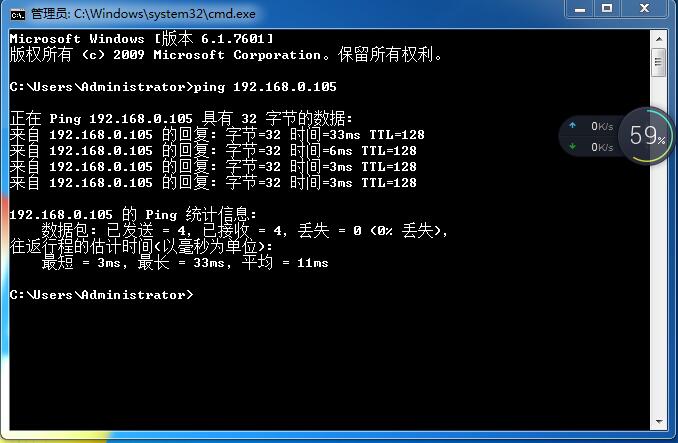 管理员: C:\Windows\system32\cmd.exe
Microsoft Windows [版本 6.1.7601]
版权所有 (c) 2009 Microsoft Corporation。保留所有权利。
C:\Users\Administrator>ping 192.168.0.105
正在 Ping 192.168.0.105 具有 32 字节的数据:
来自 192.168.0.105 的回复: 字节=32 时间=33ms TTL=128
来自 192.168.0.105 的回复: 字节=32 时间=6ms TTL=128
来自 192.168.0.105 的回复: 字节=32 时间=3ms TTL=128
来自 192.168.0.105 的回复: 字节=32 时间=3ms TTL=128
192.168.0.105 的 Ping 统计信息:
数据包: 已发送 = 4, 已接收 = 4, 丢失 = 0 (0% 丢失),
往返行程的估计时间(以毫秒为单位):
最短 = 3ms, 最长 = 33ms, 平均 = 11ms
C:\Users\Administrator>
0K/s
0K/s
59%